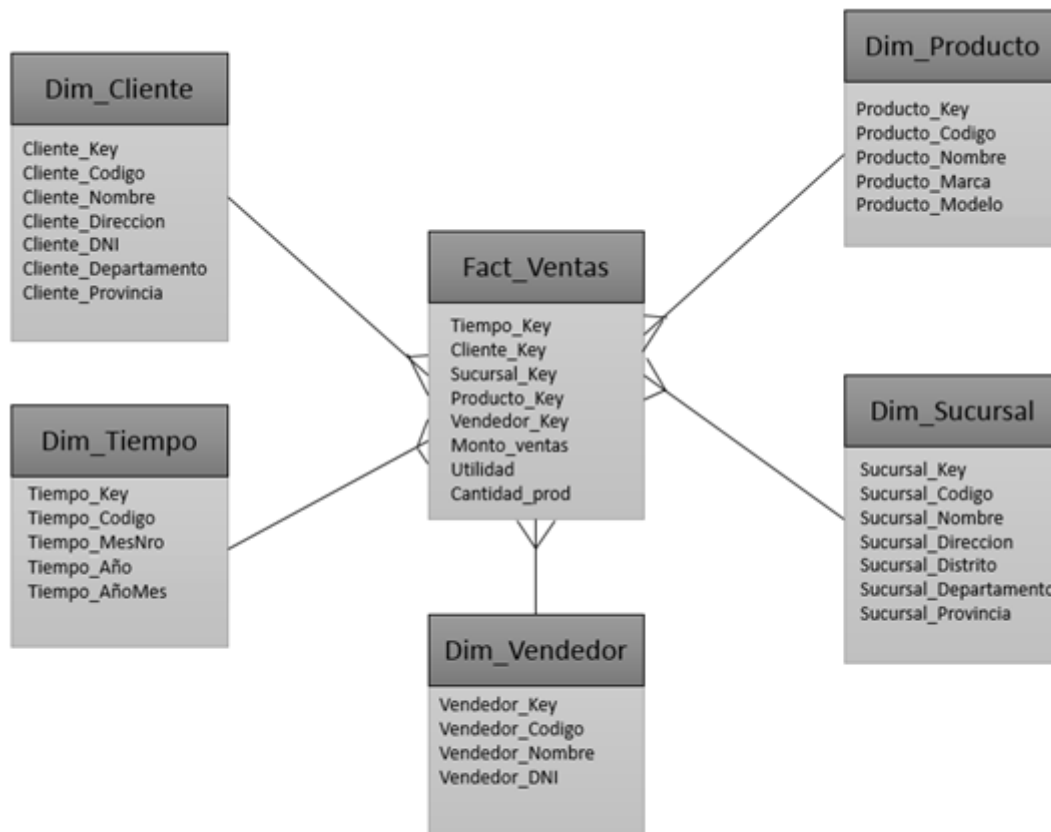 Dim_Cliente
Cliente_Key
Cliente_Codigo
Cliente_Nombre
Cliente_Direccion
Cliente_DNI
Cliente_Departamento
Cliente_Provincia
Dim_Producto
Producto_Key
Producto_Codigo
Producto_Nombre
Producto_Marca
Producto_Modelo
Fact_Ventas
Tiempo_Key
Cliente_Key
Sucursal_Key
Producto_Key
Vendedor_Key
Monto_ventas
Utilidad
Cantidad_prod
Dim_Tiempo
Tiempo_Key
Tiempo_Codigo
Tiempo_MesNro
Tiempo_Año
Tiempo_AñoMes
Dim_Sucursal
Sucursal_Key
Sucursal_Codigo
Sucursal_Nombre
Sucursal_Direccion
Sucursal_Distrito
Sucursal_Departamento
Sucursal_Provincia
Dim_Vendedor
Vendedor_Key
Vendedor_Codigo
Vendedor_Nombre
Vendedor_DNI